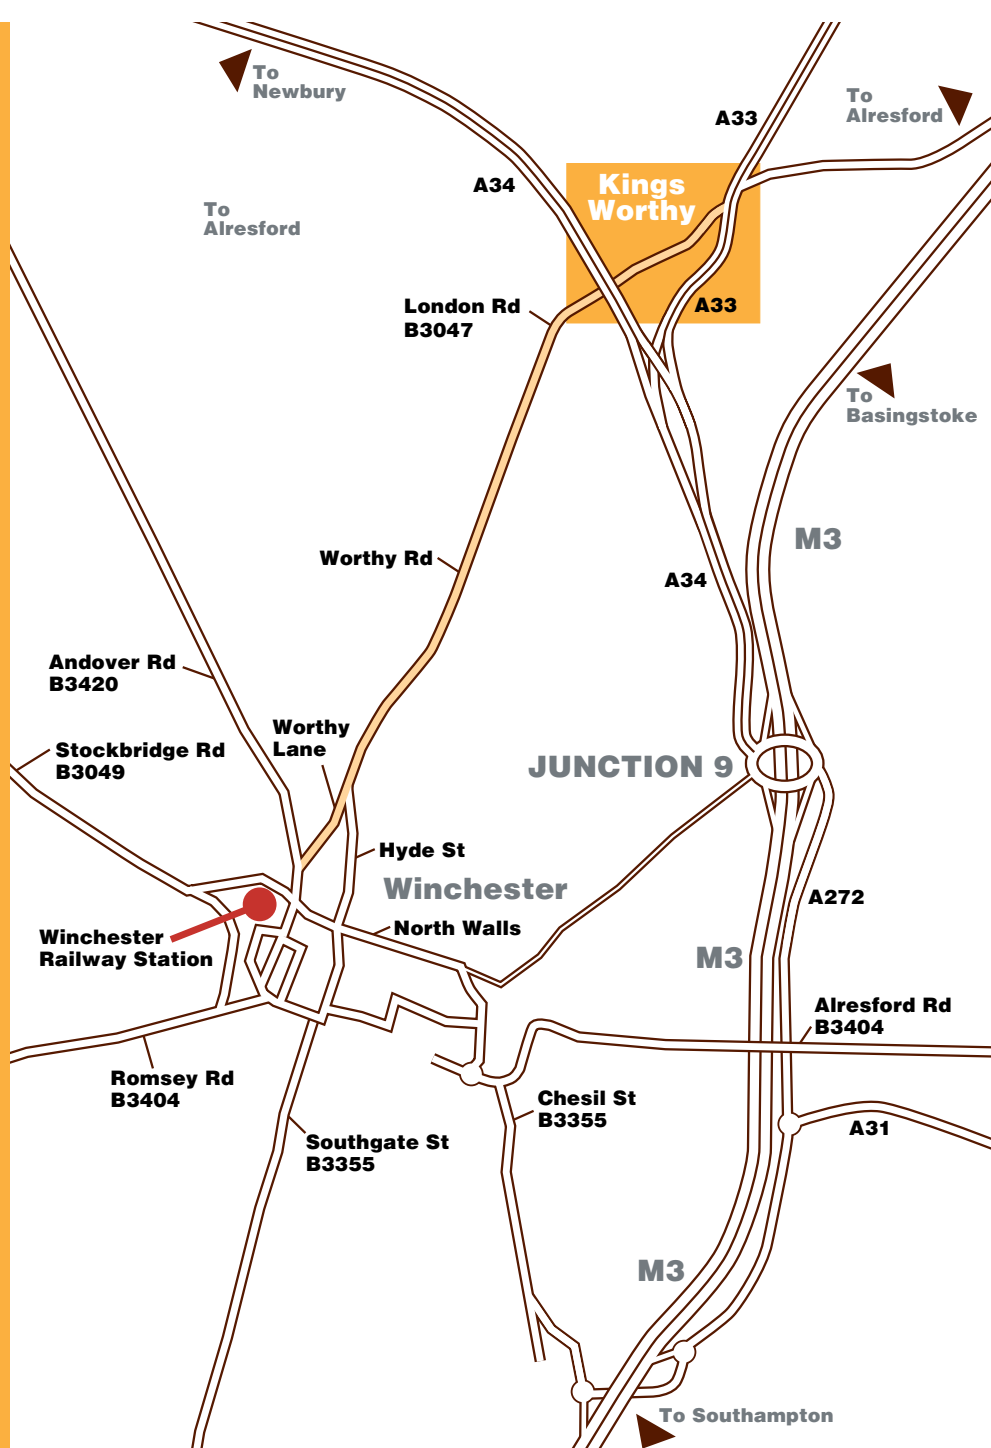 To
Newbury
To
Alresford
A33
A34
Kings
Worthy
To
Alresford
London Rd
B3047
A33
To
Basingstoke
M3
Worthy Rd
A34
Andover Rd
B3420
Worthy
Lane
Stockbridge Rd
B3049
JUNCTION 9
Hyde St
Winchester
A272
North Walls
Winchester
Railway Station
M3
Alresford Rd
B3404
Romsey Rd
B3404
Chesil St
B3355
A31
Southgate St
B3355
M3
To Southampton